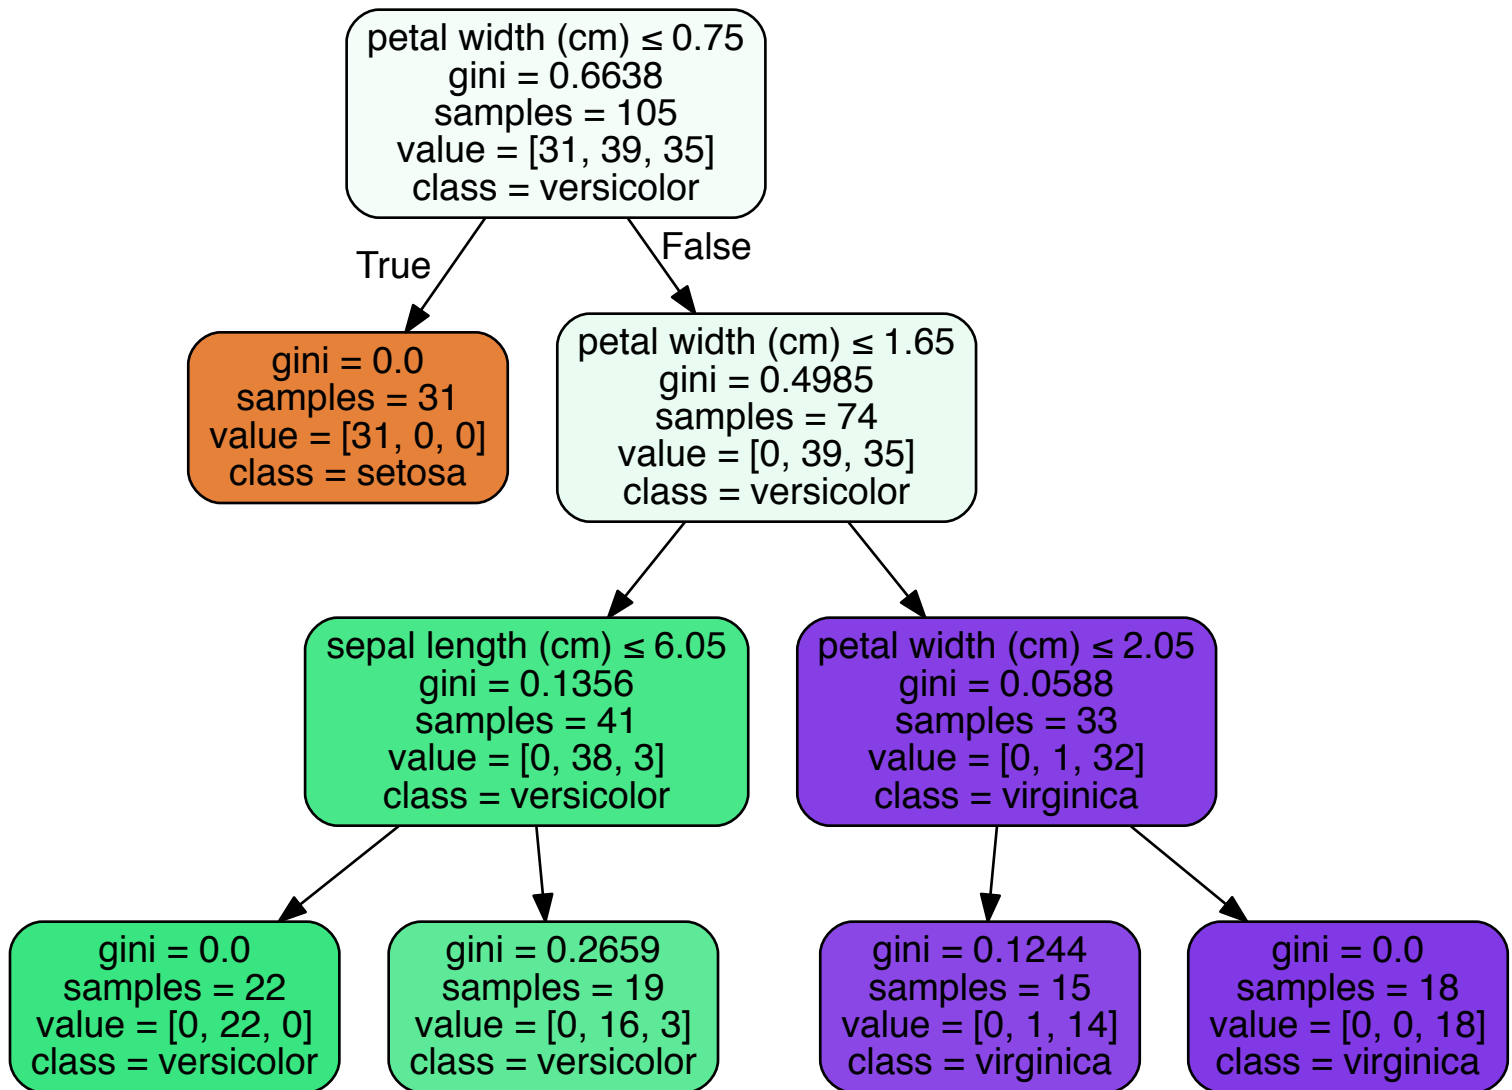 petal width (cm) ≤ 0.75
gini = 0.6638
samples = 105
value = [31, 39, 35]
class = versicolor
True
False
gini = 0.0
samples = 31
value = [31, 0, 0]
class = setosa
petal width (cm) ≤ 1.65
gini = 0.4985
samples = 74
value = [0, 39, 35]
class = versicolor
sepal length (cm) ≤ 6.05
gini = 0.1356
samples = 41
value = [0, 38, 3]
class = versicolor
petal width (cm) ≤ 2.05
gini = 0.0588
samples = 33
value = [0, 1, 32]
class = virginica
gini = 0.0
samples = 22
value = [0, 22, 0]
class = versicolor
gini = 0.2659
samples = 19
value = [0, 16, 3]
class = versicolor
gini = 0.1244
samples = 15
value = [0, 1, 14]
class = virginica
gini = 0.0
samples = 18
value = [0, 0, 18]
class = virginica